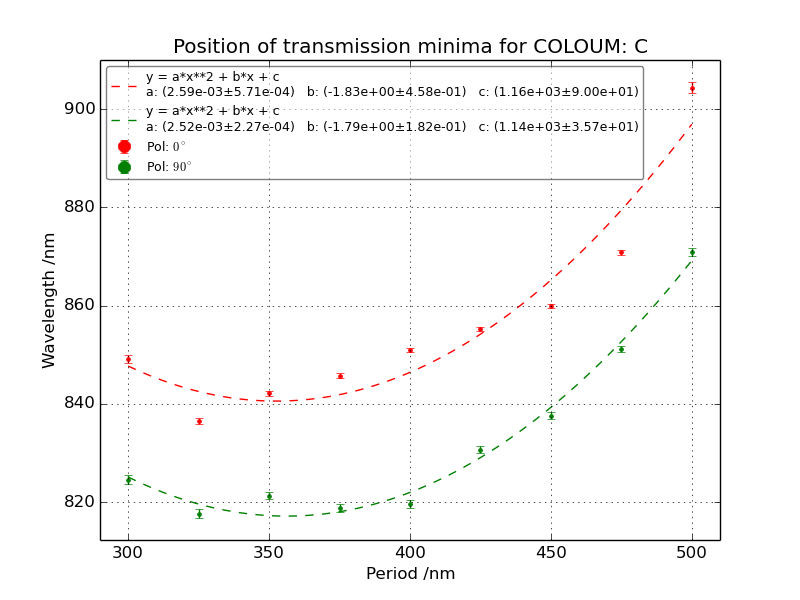 Position of transmission minima for COLOUM: C
y = a*x**2 + b*x + c
a: (2.59e-03±5.71e-04)   b: (-1.83e+00±4.58e-01)   c: (1.16e+03±9.00e+01)
y = a*x**2 + b*x + c
a: (2.52e-03±2.27e-04)   b: (-1.79e+00±1.82e-01)   c: (1.14e+03±3.57e+01)
Pol: 0°
Pol: 90°
Wavelength /nm
900
880
860
840
820
300 350 400 450 500
Period /nm